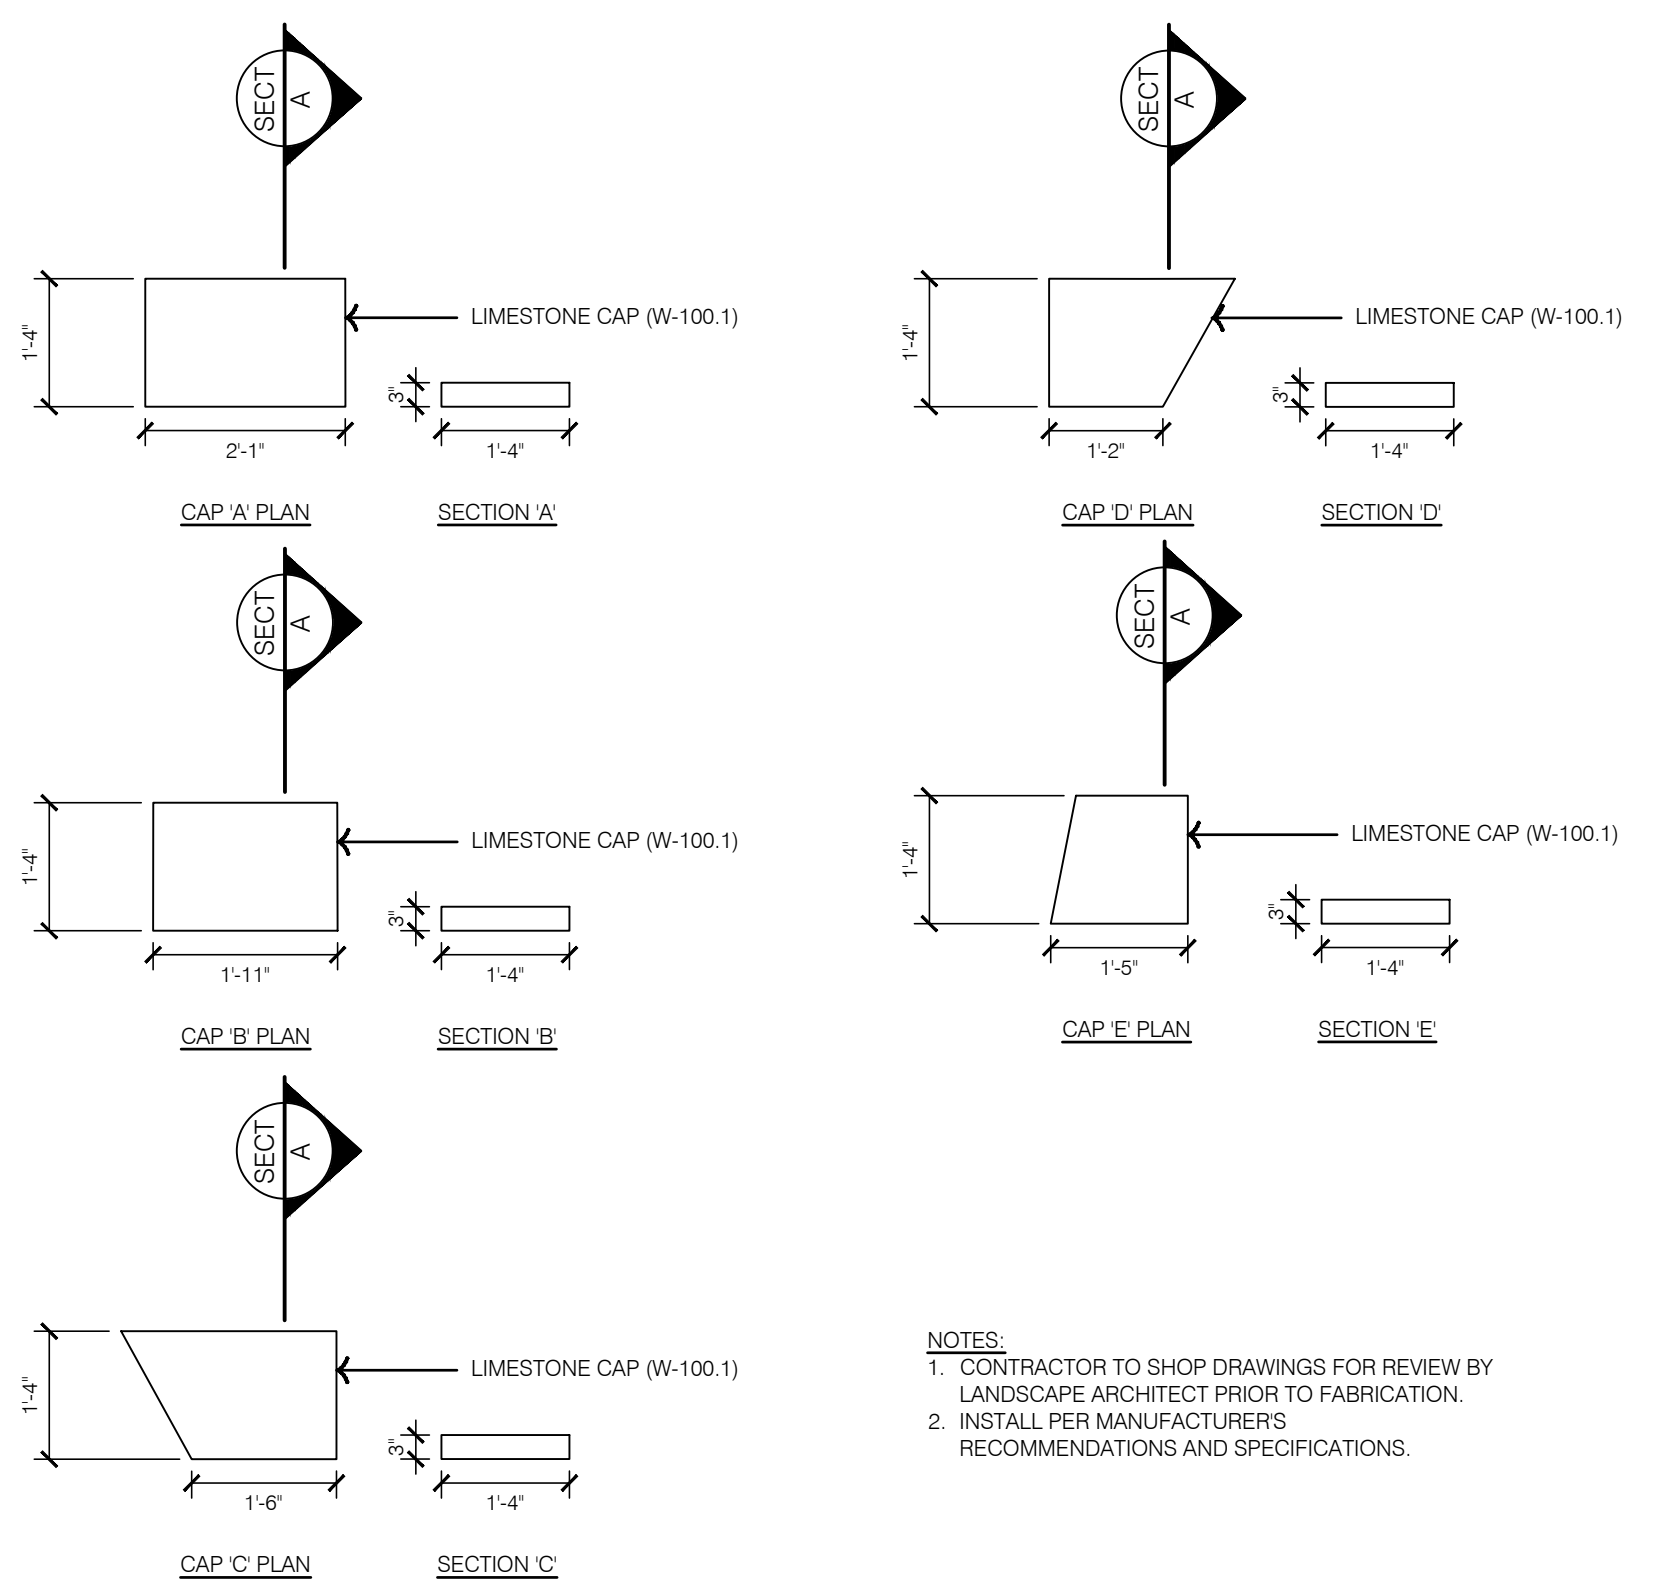 SECT
A
1'-4"
LIMESTONE CAP (W-100.1)
3"
2'-1"
1'-4"
CAP 'A' PLAN
SECTION 'A'
SECT
A
1'-4"
LIMESTONE CAP (W-100.1)
3"
1'-11"
1'-4"
CAP 'B' PLAN
SECTION 'B'
SECT
A
1'-4"
LIMESTONE CAP (W-100.1)
3"
1'-6"
1'-4"
CAP 'C' PLAN
SECTION 'C'
SECT
A
1'-4"
LIMESTONE CAP (W-100.1)
3"
1'-2"
1'-4"
CAP 'D' PLAN
SECTION 'D'
SECT
A
1'-4"
LIMESTONE CAP (W-100.1)
3"
1'-5"
1'-4"
CAP 'E' PLAN
SECTION 'E'
NOTES:
1. CONTRACTOR TO SHOP DRAWINGS FOR REVIEW BY
LANDSCAPE ARCHITECT PRIOR TO FABRICATION.
2. INSTALL PER MANUFACTURER'S
RECOMMENDATIONS AND SPECIFICATIONS.